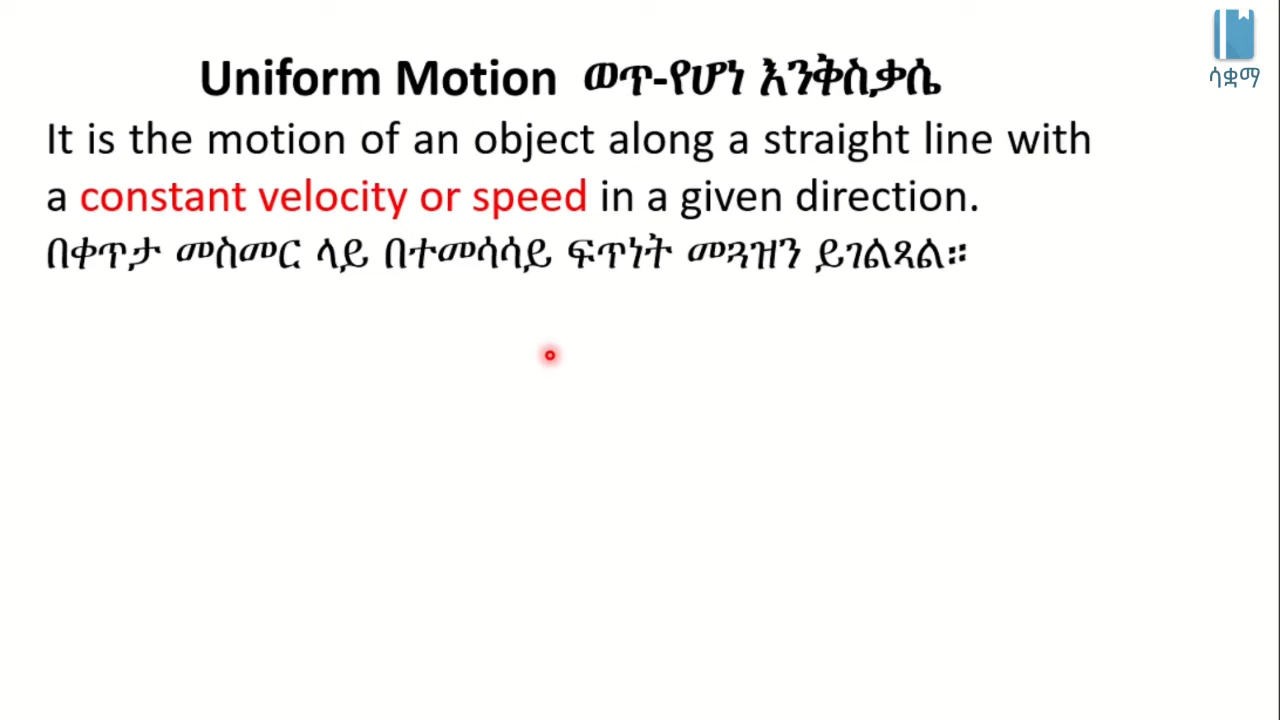 Uniform Motion ወጥ-የሆነ እንቅስቃሴ
It is the motion of an object along a straight line with
a constant velocity or speed in a given direction.
በቀጥታ መስመር ላይ በተመሳሳይ ፍጥነት መጓዝን ይገልጻል።
ሳቋማ